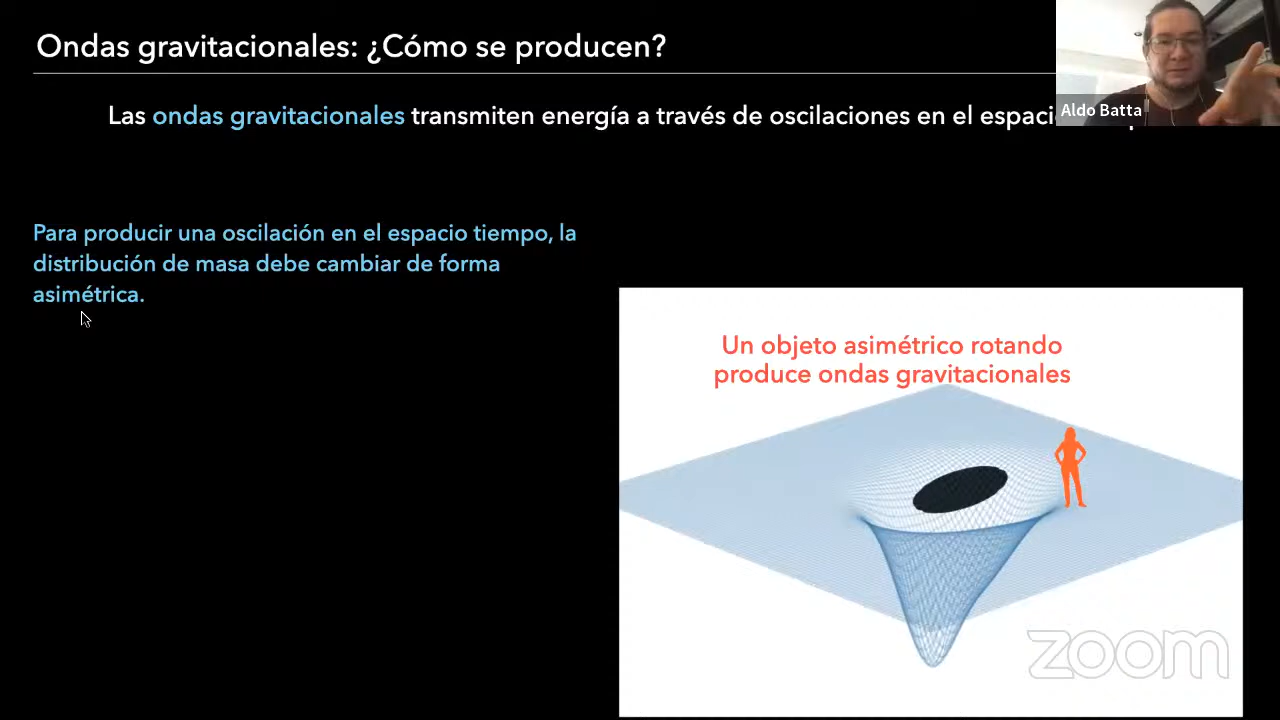 Ondas gravitacionales: ¿Cómo se producen?
Las ondas gravitacionales transmiten energía a través de oscilaciones en el
Aldo Batta
Para producir una oscilación en el espacio tiempo, la
distribución de masa debe cambiar de forma
asimétrica.
Un objeto asimétrico rotando
produce ondas gravitacionales
zoom